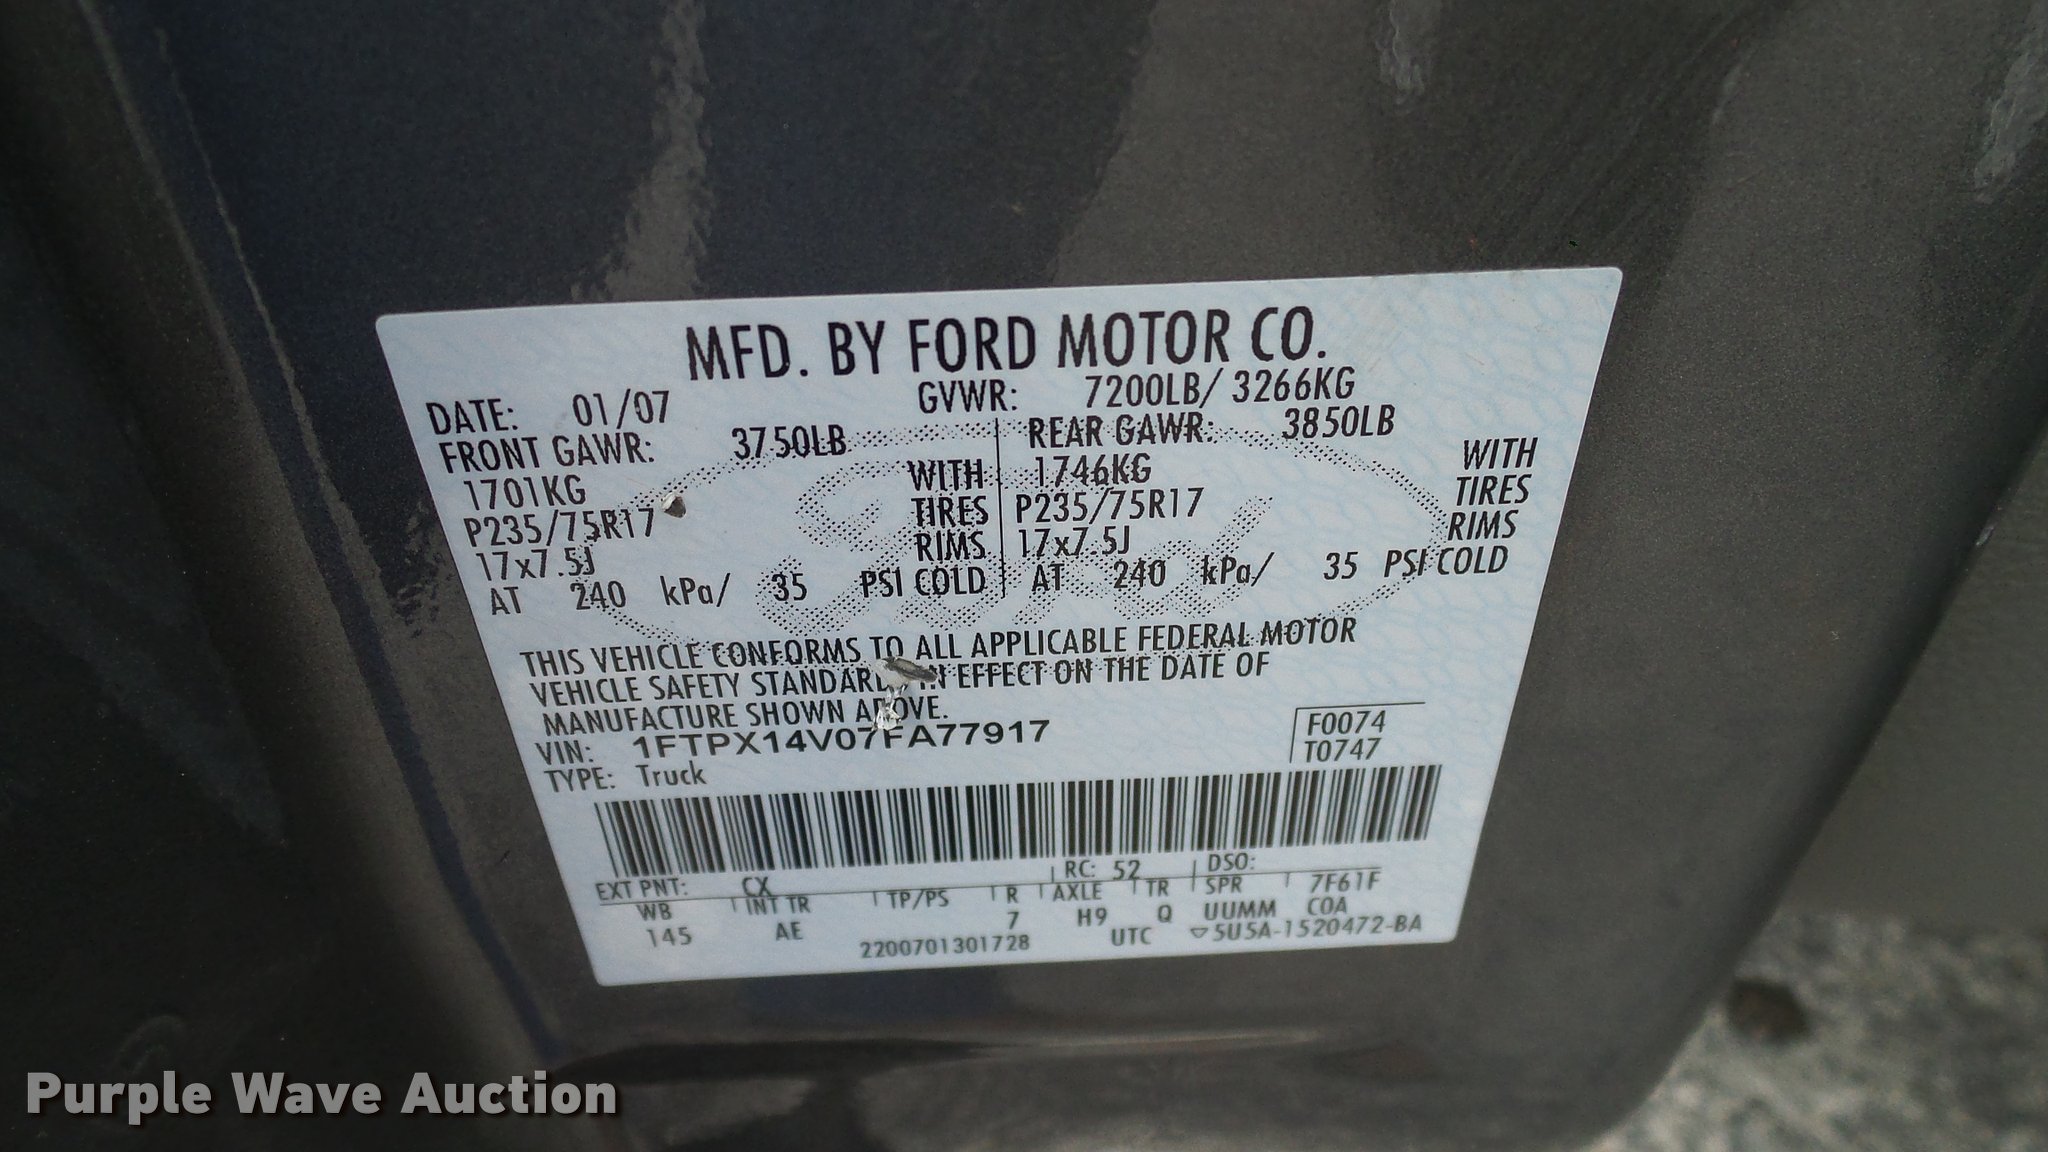 MFD. BY FORD MOTOR CO.
DATE: 01/07 GVWR: 7200LB/ 3266KG
FRONT GAWR: 3750LB REAR GAWR: 3850LB
1701KG WITH 1746KG WITH
P235/75R17 TIRES P235/75R17 TIRES
17x7.5J RIMS 17x7.5J RIMS
AT 240 kPa/ 35 PSI COLD AT 240 kPa/ 35 PSI COLD
Ford
THIS VEHICLE CONFORMS TO ALL APPLICABLE FEDERAL MOTOR
VEHICLE SAFETY STANDARD IN EFFECT ON THE DATE OF
MANUFACTURE SHOWN ABOVE.
VIN: 1FTPX14V07FA77917 F0074
TYPE: Truck T0747
EXT PNT: CX RC: 52 DSO:
WB INT TR TP/PS R AXLE TR SPR 7F61F
145 AE 7 H9 Q UUMM COA
2200701301728 UTC ▽5U5A-1520472-BA
Purple Wave Auction